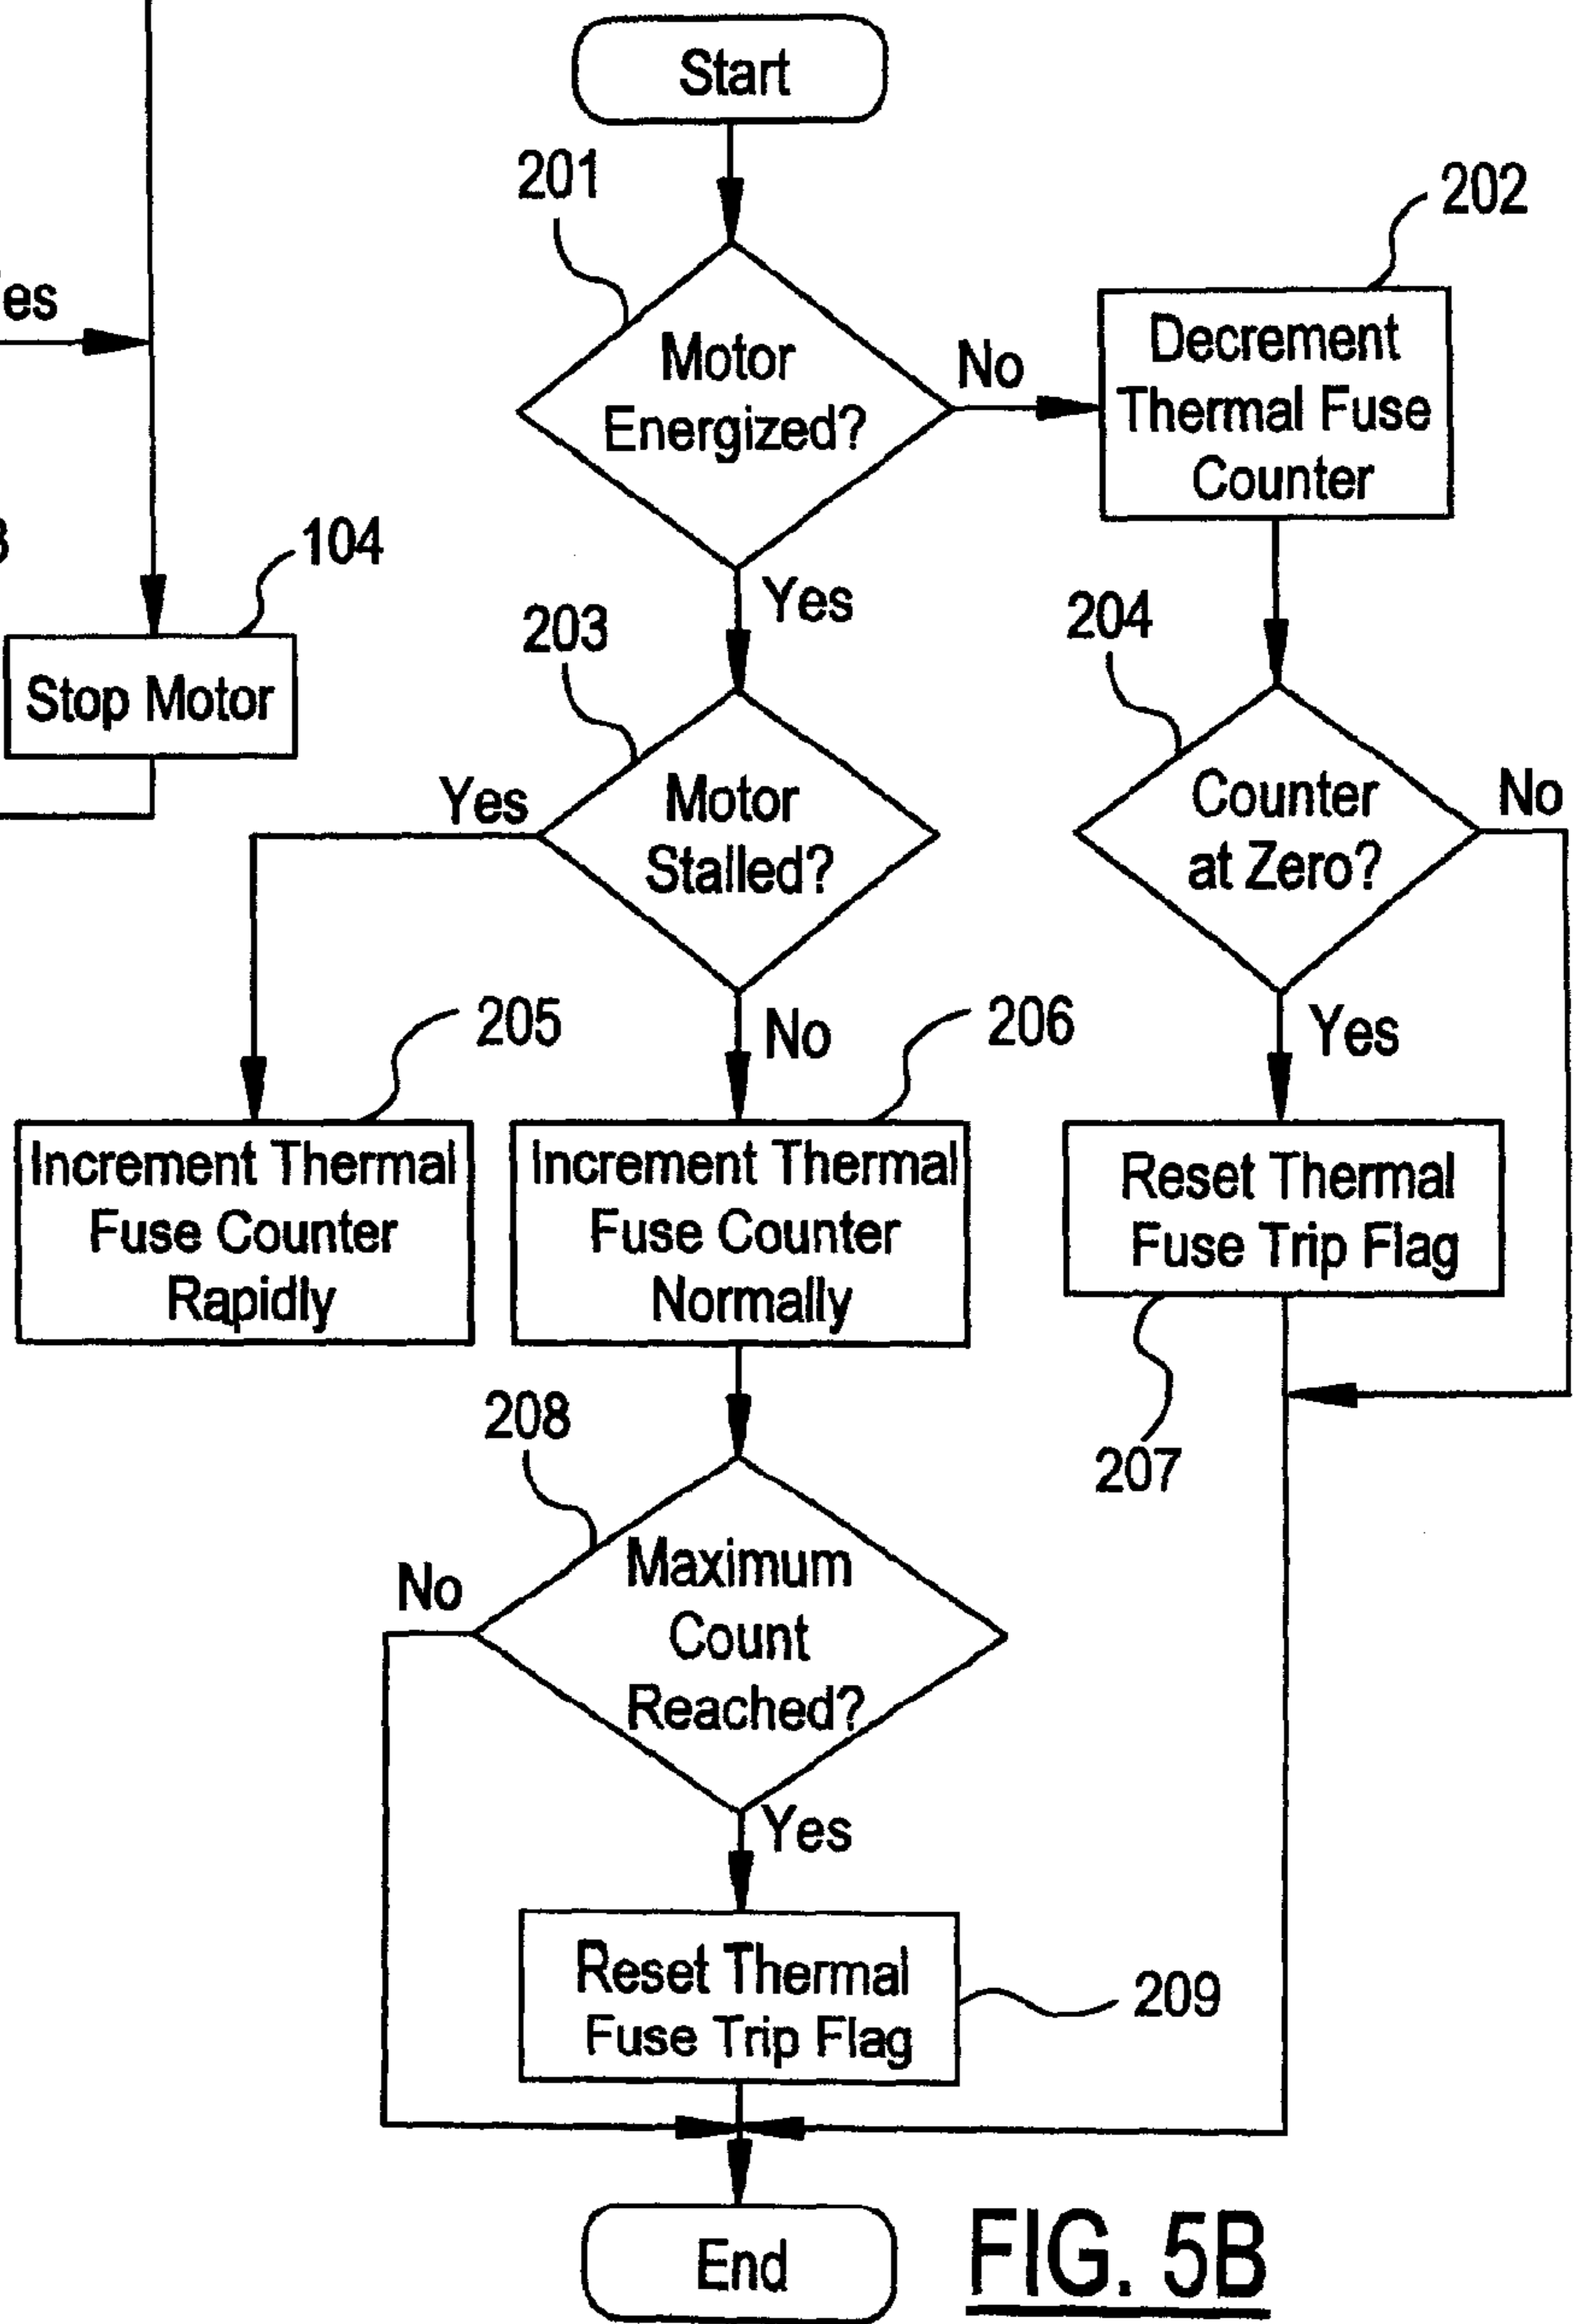 Start
201
202
es
Motor
Energized?
No
Decrement
Thermal Fuse
Counter
104
Yes
203
204
Stop Motor
Yes
Motor
Stalled?
Counter
at Zero?
No
205
No
206
Yes
Increment Thermal
Fuse Counter
Rapidly
Increment Thermal
Fuse Counter
Normally
Reset Thermal
Fuse Trip Flag
208
207
No
Maximum
Count
Reached?
Yes
Reset Thermal
Fuse Trip Flag
209
End
FIG. 5B